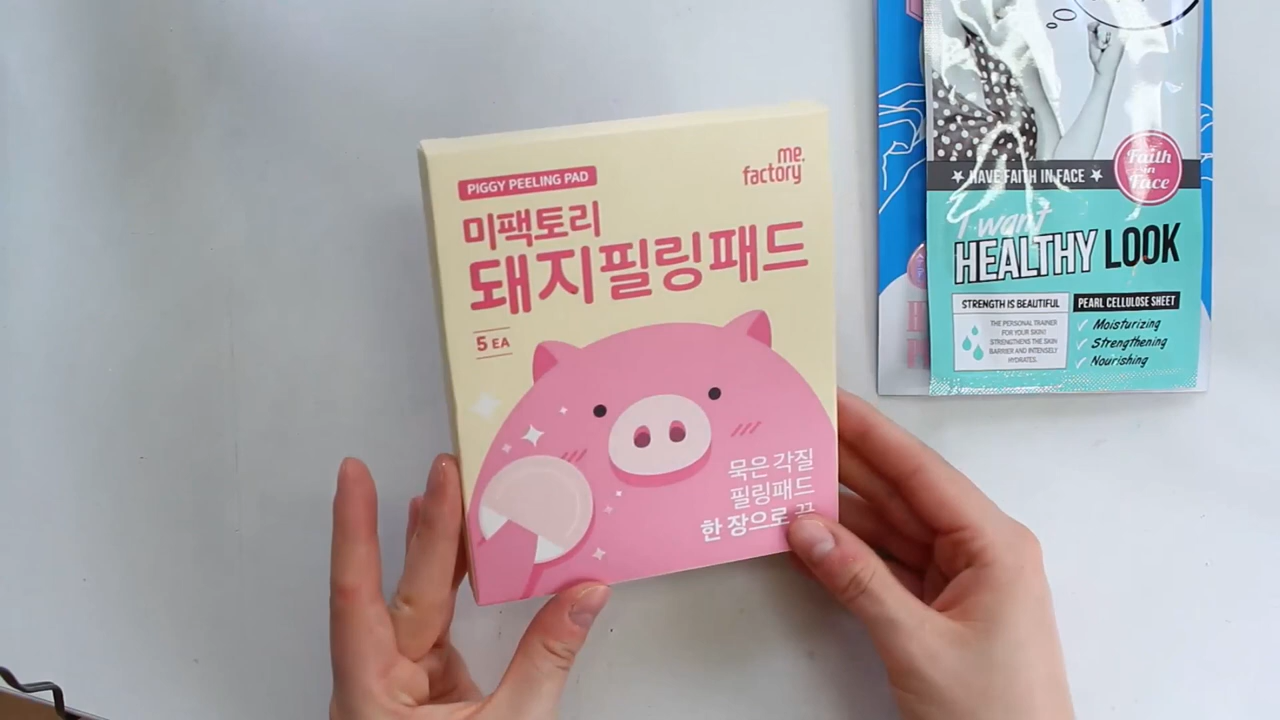 PIGGY PEELING PAD
me.
factory
미팩토리
돼지필링패드
5 EA
묵은 각질
필링패드
한 장으로 끝
HAVE FAITH IN FACE
Faith
in
Face
I want
HEALTHY LOOK
STRENGTH IS BEAUTIFUL
THE PERSONAL TRAINER
FOR YOUR SKIN!
STRENGTHENS THE SKIN
BARRIER AND INTENSELY
HYDRATES.
PEARL CELLULOSE SHEET
Moisturizing
Strengthening
Nourishing